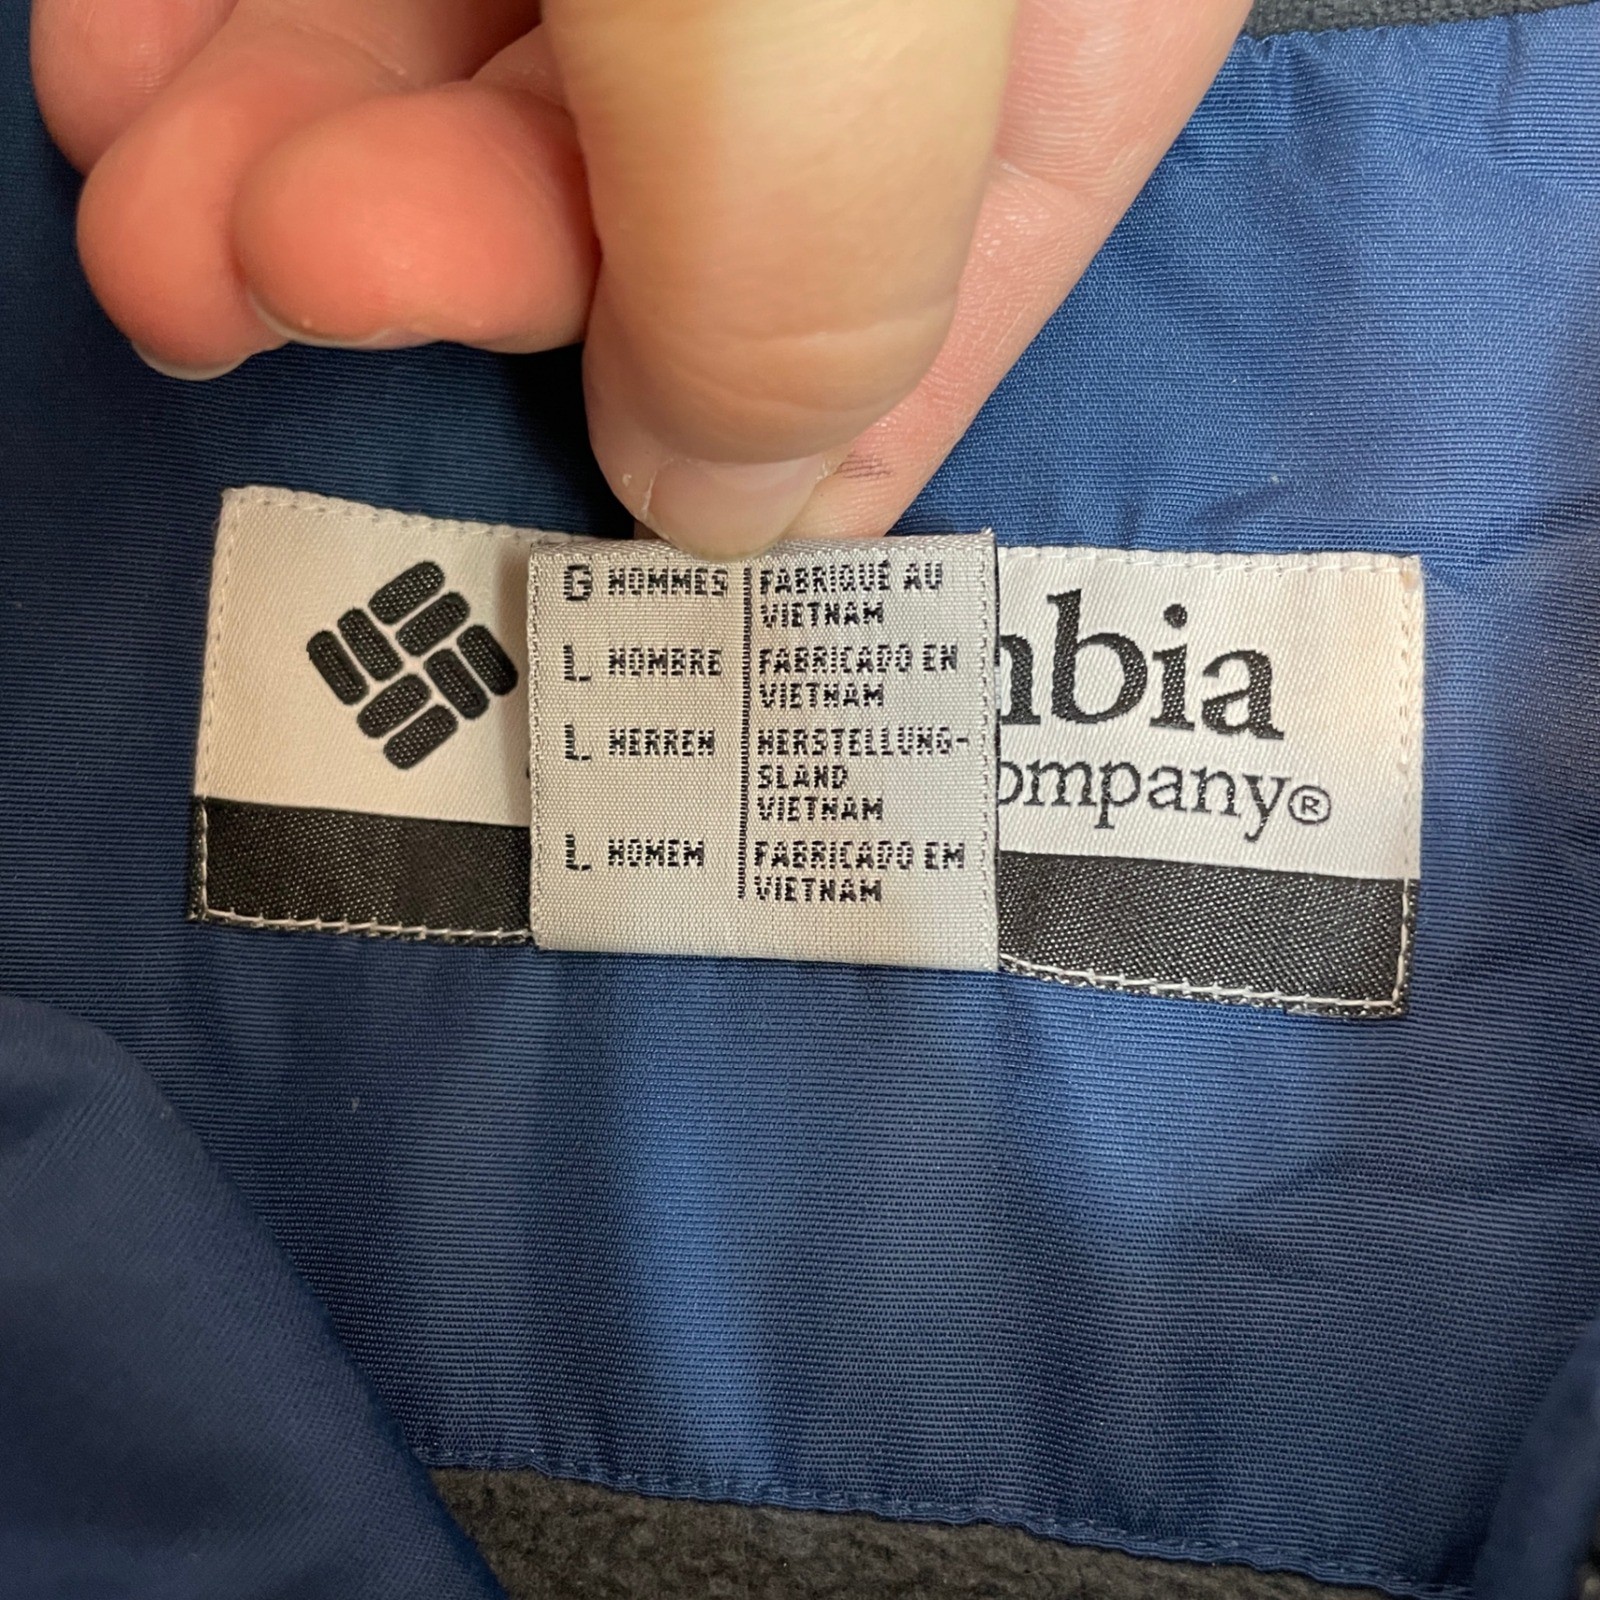 G HOMMES FABRIQUÉ AU
VIETNAM
L HOMBRE FABRICADO EN
VIETNAM
L HERREN HERSTELLUNG-
SLAND
VIETNAM
L HOMEM FABRICADO EM
VIETNAM
mbia
ompany®